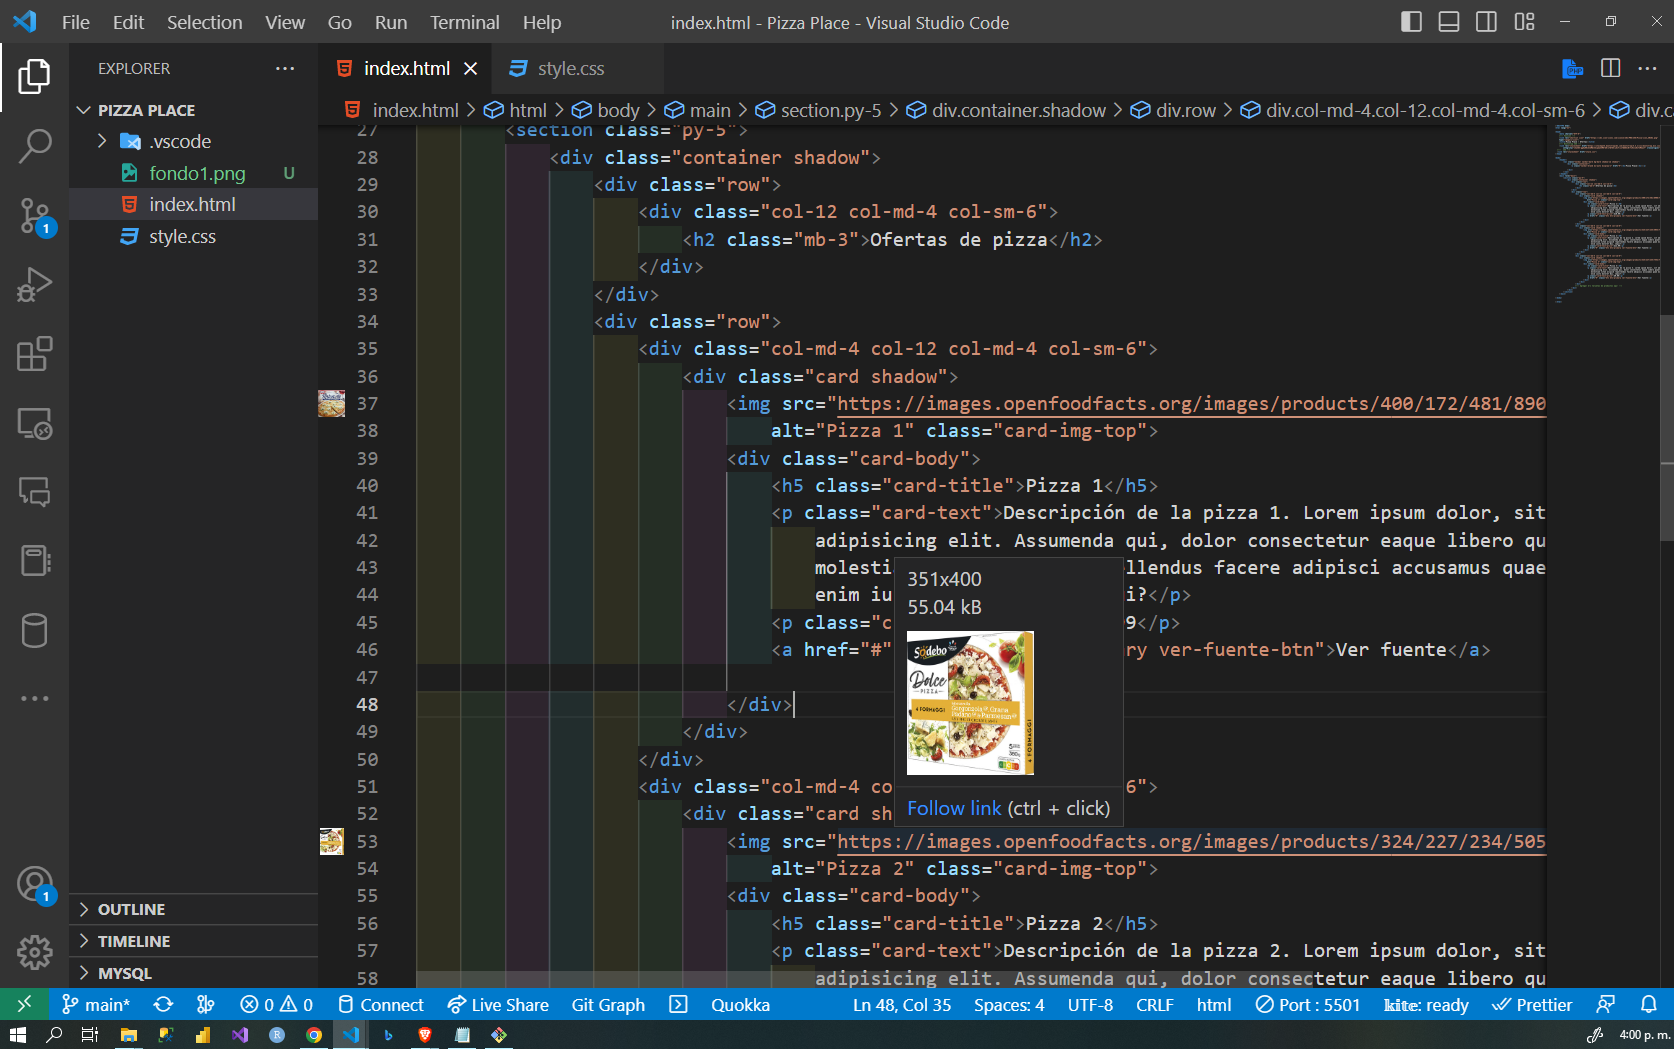 File Edit Selection View Go Run Terminal Help
index.html - Pizza Place - Visual Studio Code
EXPLORER
PIZZA PLACE
.vscode
fondo1.png U
index.html
style.css
1
1
OUTLINE
TIMELINE
MYSQL
index.html
style.css
index.html > html > body > main > section.py-5 > div.container.shadow > div.row > div.col-md-4.col-12.col-md-4.col-sm-6 > div.c
27 <section class="py-5">
28 <div class="container shadow">
29 <div class="row">
30 <div class="col-12 col-md-4 col-sm-6">
31 <h2 class="mb-3">Ofertas de pizza</h2>
32 </div>
33 </div>
34 <div class="row">
35 <div class="col-md-4 col-12 col-md-4 col-sm-6">
36 <div class="card shadow">
37 <img src="https://images.openfoodfacts.org/images/products/400/172/481/890
38 alt="Pizza 1" class="card-img-top">
39 <div class="card-body">
40 <h5 class="card-title">Pizza 1</h5>
41 <p class="card-text">Descripción de la pizza 1. Lorem ipsum dolor, sit
42 adipisicing elit. Assumenda qui, dolor consectetur eaque libero qu
43 molesti ellendus facere adipisci accusamus quae
44 enim iu i?</p>
45 <p class="c 9</p>
46 <a href="#" ry ver-fuente-btn">Ver fuente</a>
47
48 </div>
49 </div>
50 </div>
51 <div class="col-md-4 co 6">
52 <div class="card sh
53 <img src="https://images.openfoodfacts.org/images/products/324/227/234/505
54 alt="Pizza 2" class="card-img-top">
55 <div class="card-body">
56 <h5 class="card-title">Pizza 2</h5>
57 <p class="card-text">Descripción de la pizza 2. Lorem ipsum dolor, sit
58 adipisicing elit. Assumenda qui, dolor consectetur eaque libero qu
351x400
55.04 kB
Sodebo
Dolce
PIZZA
4 FORMAGGI
Follow link (ctrl + click)
main* 0 0 Connect Live Share Git Graph Quokka Ln 48, Col 35 Spaces: 4 UTF-8 CRLF html Port : 5501 kite: ready Prettier
4:00 p. m.